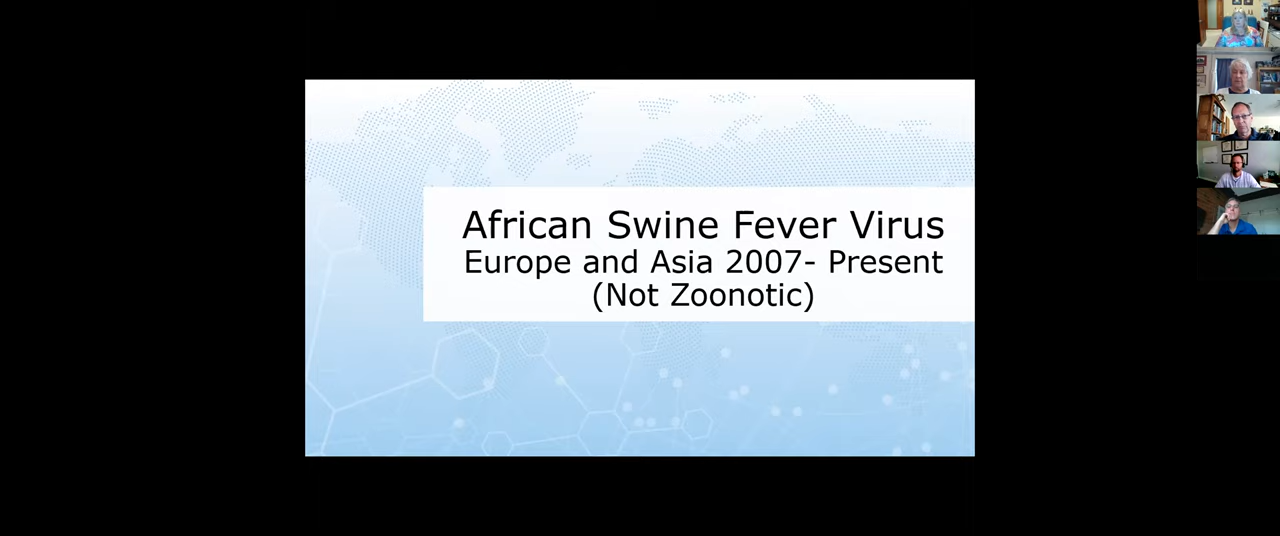 African Swine Fever Virus
Europe and Asia 2007- Present
(Not Zoonotic)